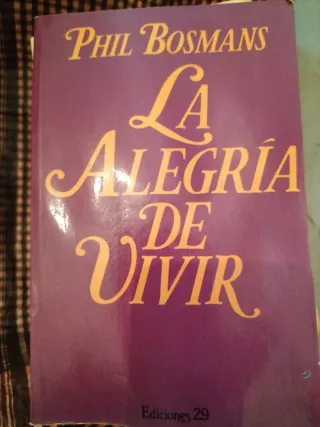 PHIL BOSMANS
LA
ALEGRÍA
DE
VIVIR
Ediciones 29